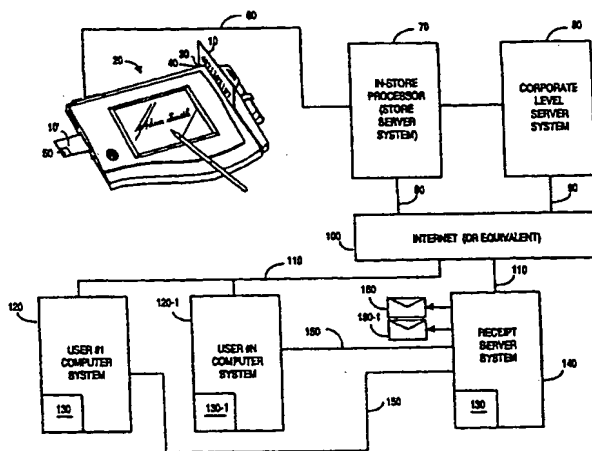 60
10
20
30
40
70
80
IN-STORE
PROCESSOR
(STORE
SERVER
SYSTEM)
CORPORATE
LEVEL SERVER
SYSTEM
10'
50
90
90
INTERNET (OR EQUIVALENT)
100
110
110
120
120-1
160
160-1
150
USER #1
COMPUTER
SYSTEM
USER #N
COMPUTER
SYSTEM
RECEIPT
SERVER
SYSTEM
140
130
130-1
150
130